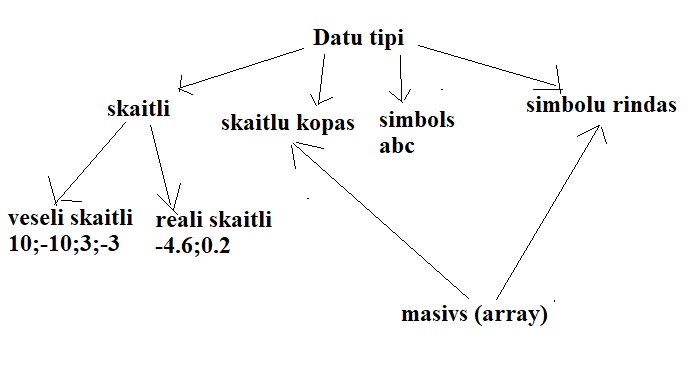 Datu tipi
skaitli
skaitlu kopas
simbols
abc
simbolu rindas
veseli skaitli
10;-10;3;-3
reali skaitli
-4.6;0.2
masivs (array)